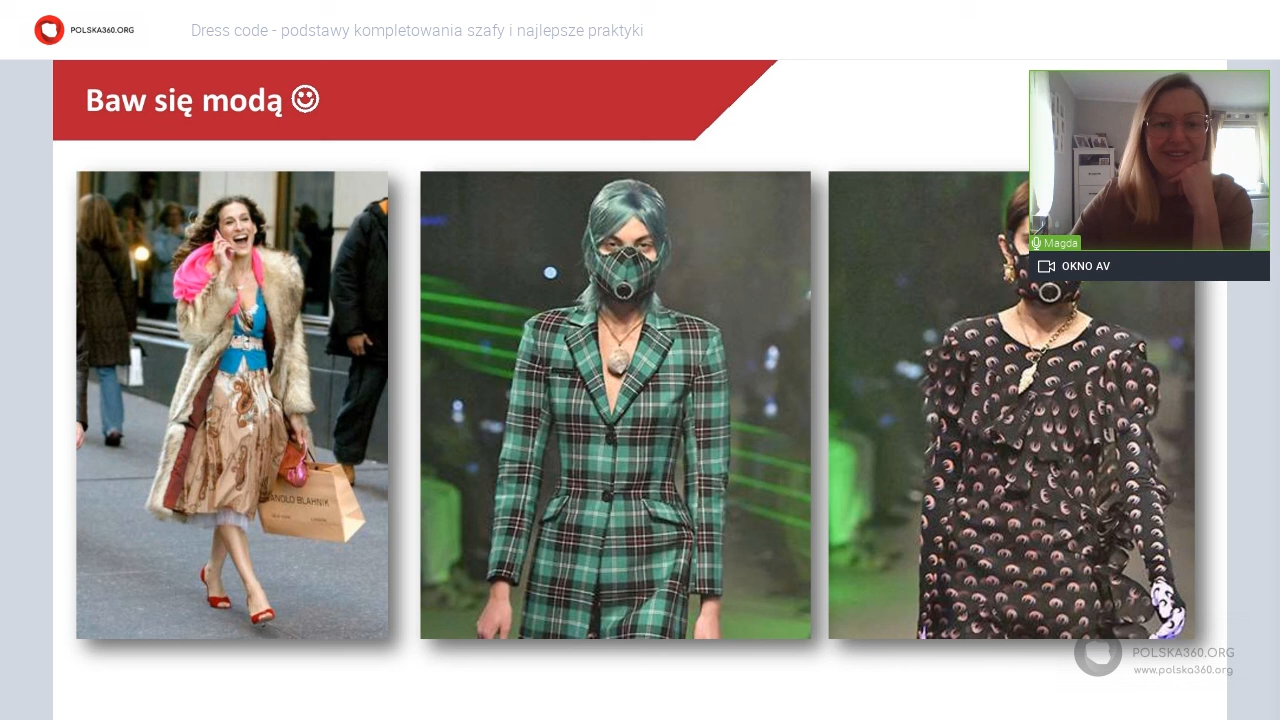 POLSKA360.ORG
Dress code - podstawy kompletowania szafy i najlepsze praktyki
Baw się modą ☺
Magda
OKNO AV
ANOLO BLAHNIK
POLSKA360.ORG
www.polska360.org